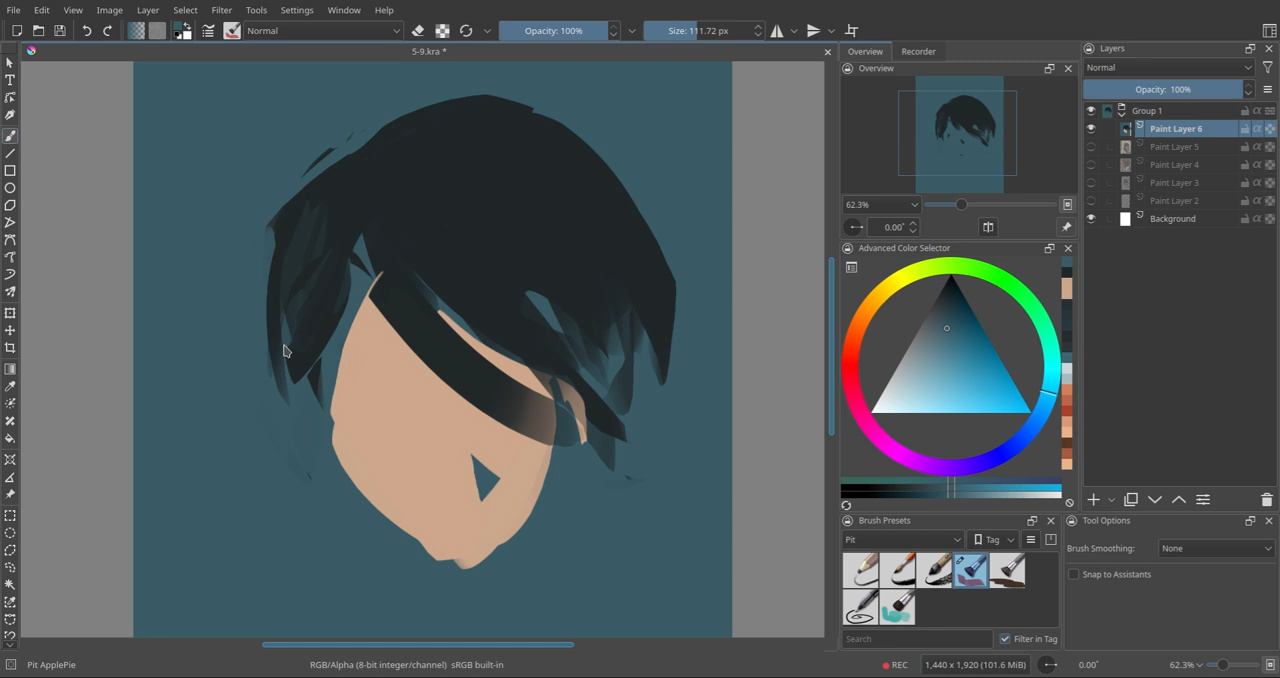 File Edit View Image Layer Select Filter Tools Settings Window Help
Normal Opacity: 100% Size: 111.72 px
5-9.kra *
Overview Recorder
Overview
62.3%
0.00°
Advanced Color Selector
Brush Presets
Pit Tag
Search Filter in Tag
Layers
Normal
Opacity: 100%
Group 1
Paint Layer 6
Paint Layer 5
Paint Layer 4
Paint Layer 3
Paint Layer 2
Background
Tool Options
Brush Smoothing: None
Snap to Assistants
Pit ApplePie RGB/Alpha (8-bit integer/channel) sRGB built-in REC 1,440 x 1,920 (101.6 MiB) 0.00° 62.3%